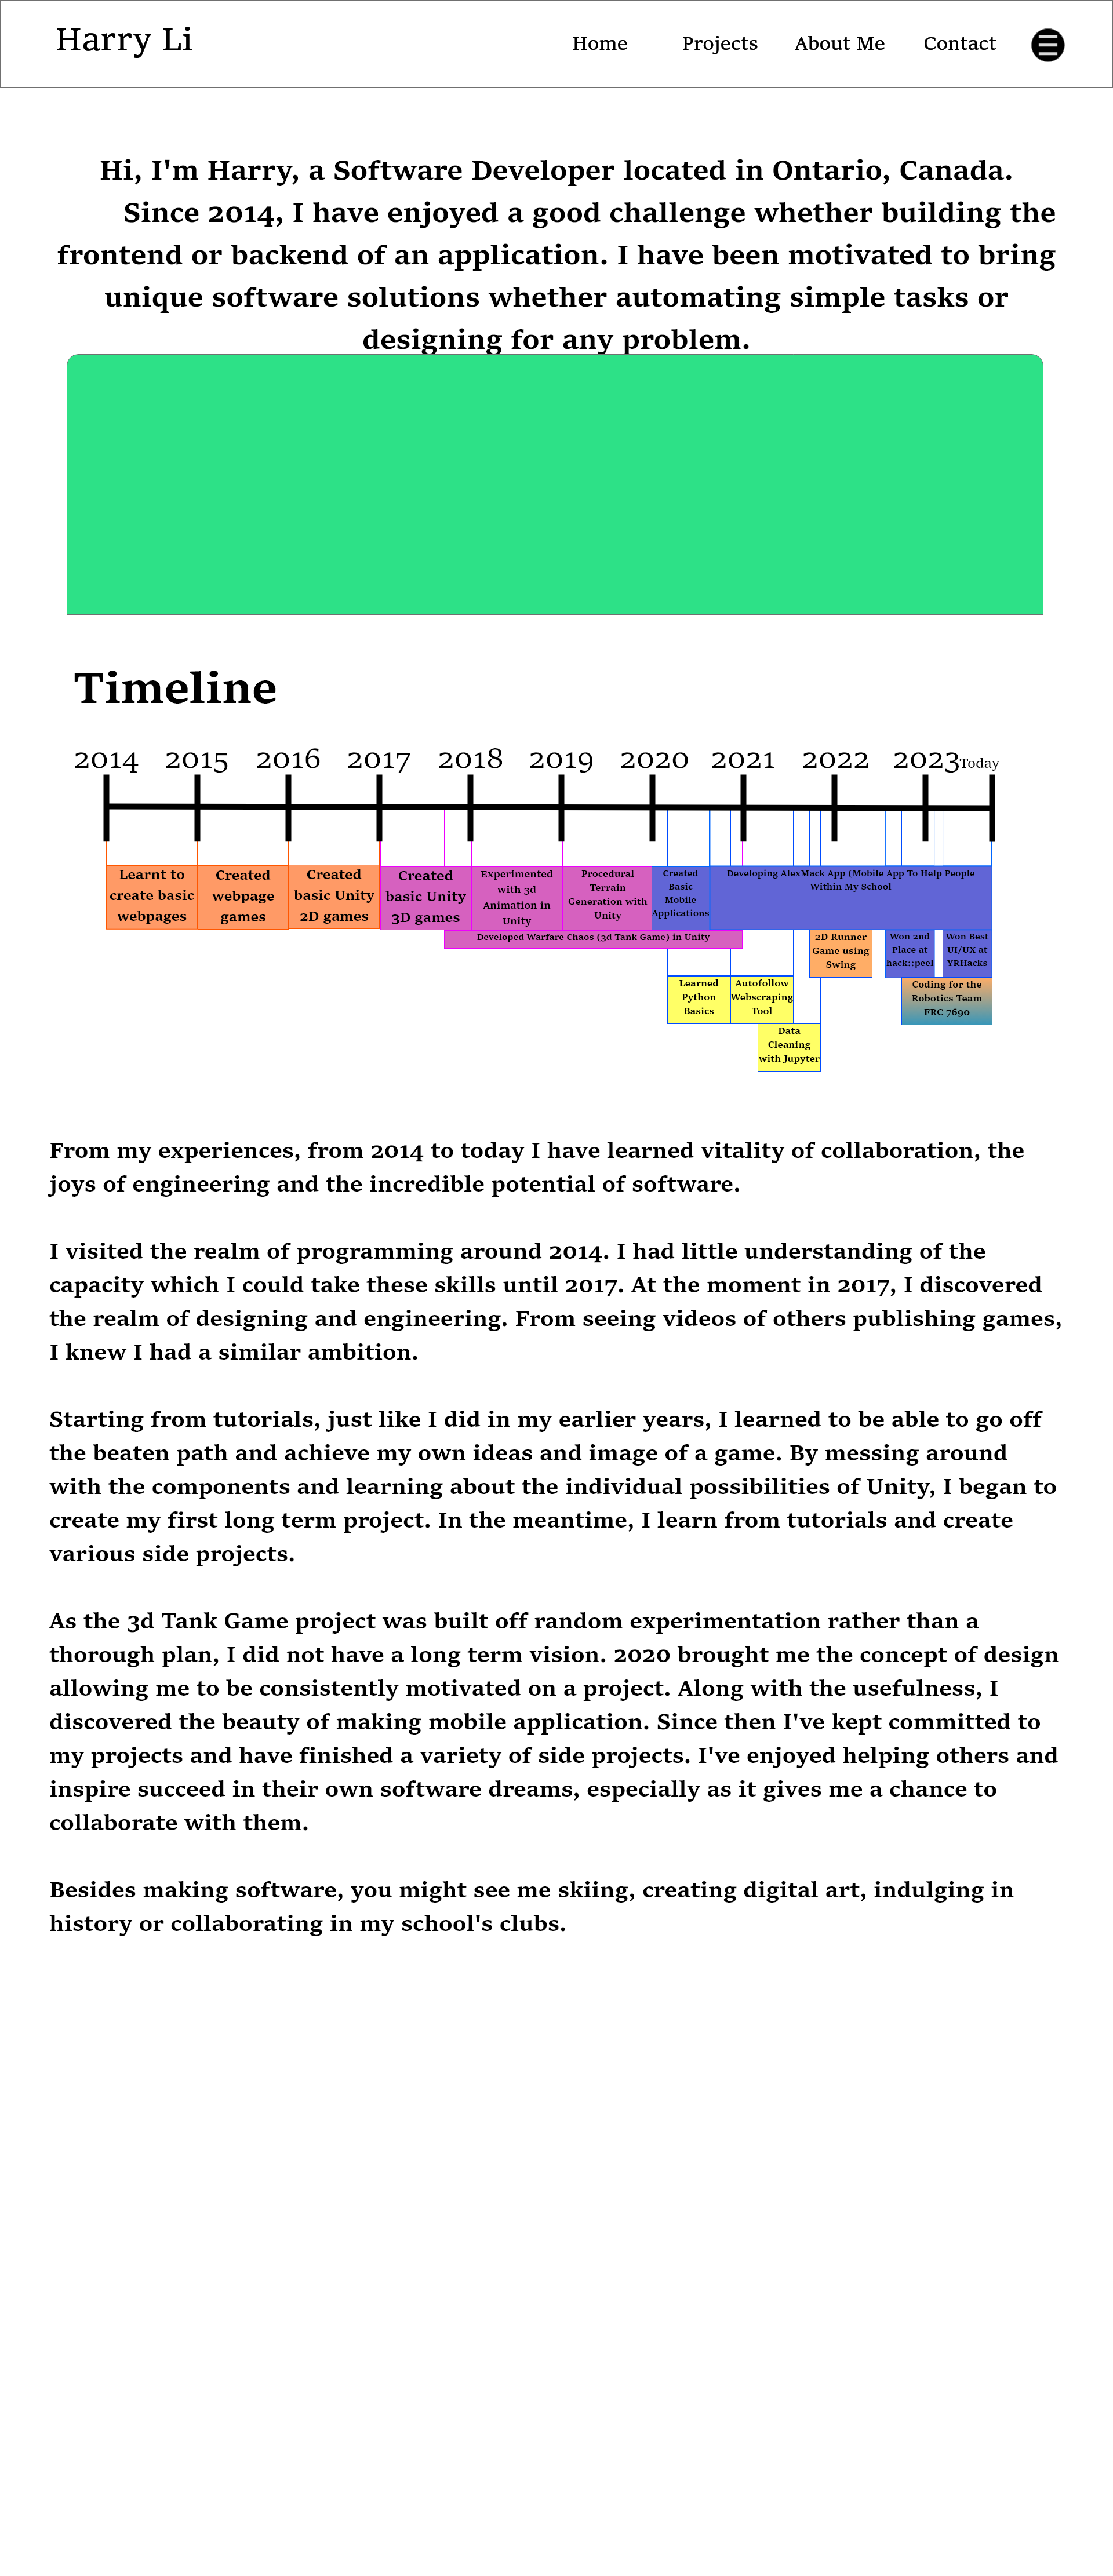 Harry Li
Home Projects About Me Contact
Hi, I'm Harry, a Software Developer located in Ontario, Canada.
Since 2014, I have enjoyed a good challenge whether building the
frontend or backend of an application. I have been motivated to bring
unique software solutions whether automating simple tasks or
designing for any problem.
Timeline
2014 2015 2016 2017 2018 2019 2020 2021 2022 2023 Today
Learnt to
create basic
webpages
Created
webpage
games
Created
basic Unity
2D games
Created
basic Unity
3D games
Experimented
with 3d
Animation in
Unity
Procedural
Terrain
Generation with
Unity
Created
Basic
Mobile
Applications
Developing AlexMack App (Mobile App To Help People
Within My School
Developed Warfare Chaos (3d Tank Game) in Unity
2D Runner
Game using
Swing
Won 2nd
Place at
hack::peel
Won Best
UI/UX at
YRHacks
Learned
Python
Basics
Autofollow
Webscraping
Tool
Coding for the
Robotics Team
FRC 7690
Data
Cleaning
with Jupyter
From my experiences, from 2014 to today I have learned vitality of collaboration, the
joys of engineering and the incredible potential of software.
I visited the realm of programming around 2014. I had little understanding of the
capacity which I could take these skills until 2017. At the moment in 2017, I discovered
the realm of designing and engineering. From seeing videos of others publishing games,
I knew I had a similar ambition.
Starting from tutorials, just like I did in my earlier years, I learned to be able to go off
the beaten path and achieve my own ideas and image of a game. By messing around
with the components and learning about the individual possibilities of Unity, I began to
create my first long term project. In the meantime, I learn from tutorials and create
various side projects.
As the 3d Tank Game project was built off random experimentation rather than a
thorough plan, I did not have a long term vision. 2020 brought me the concept of design
allowing me to be consistently motivated on a project. Along with the usefulness, I
discovered the beauty of making mobile application. Since then I've kept committed to
my projects and have finished a variety of side projects. I've enjoyed helping others and
inspire succeed in their own software dreams, especially as it gives me a chance to
collaborate with them.
Besides making software, you might see me skiing, creating digital art, indulging in
history or collaborating in my school's clubs.